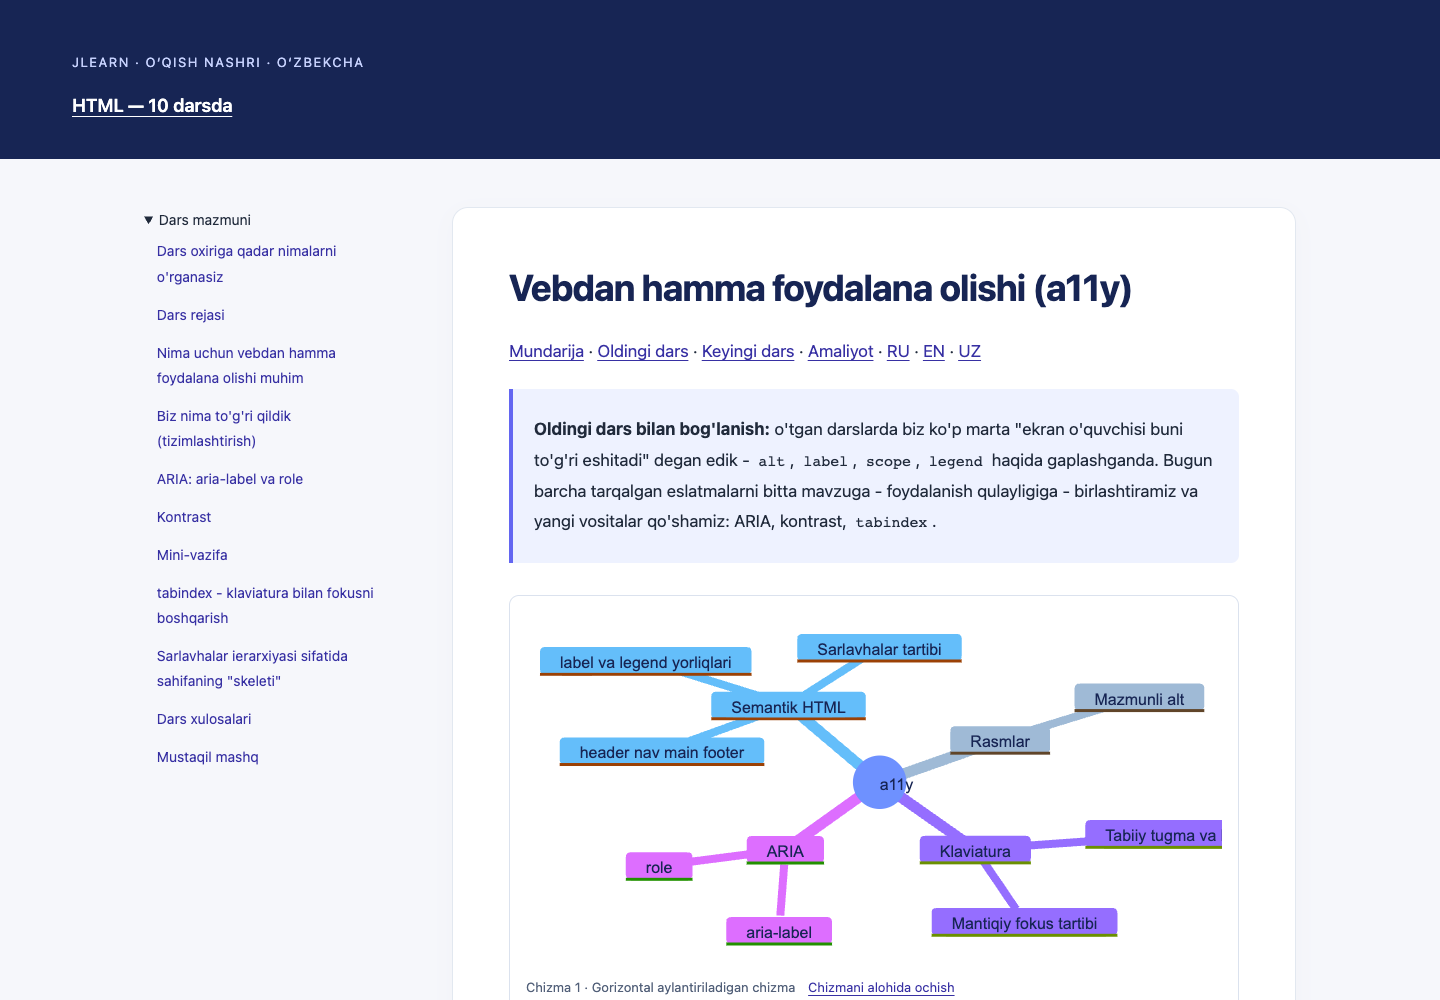 JLEARN · OʻQISH NASHRI · OʻZBEKCHA
HTML — 10 darsda
▼ Dars mazmuni
Dars oxiriga qadar nimalarni
o'rganasiz
Dars rejasi
Nima uchun vebdan hamma
foydalana olishi muhim
Biz nima to'g'ri qildik
(tizimlashtirish)
ARIA: aria-label va role
Kontrast
Mini-vazifa
tabindex - klaviatura bilan fokusni
boshqarish
Sarlavhalar ierarxiyasi sifatida
sahifaning "skeleti"
Dars xulosalari
Mustaqil mashq
Vebdan hamma foydalana olishi (a11y)
Mundarija · Oldingi dars · Keyingi dars · Amaliyot · RU · EN · UZ
Oldingi dars bilan bog'lanish: o'tgan darslarda biz ko'p marta "ekran o'quvchisi buni
to'g'ri eshitadi" degan edik - alt, label, scope, legend haqida gaplashganda. Bugun
barcha tarqalgan eslatmalarni bitta mavzuga - foydalanish qulayligiga - birlashtiramiz va
yangi vositalar qo'shamiz: ARIA, kontrast, tabindex.
Sarlavhalar tartibi
label va legend yorliqlari
Mazmunli alt
Semantik HTML
Rasmlar
header nav main footer
a11y
Tabiiy tugma va
ARIA
Klaviatura
role
Mantiqiy fokus tartibi
aria-label
Chizma 1 · Gorizontal aylantiriladigan chizma Chizmani alohida ochish